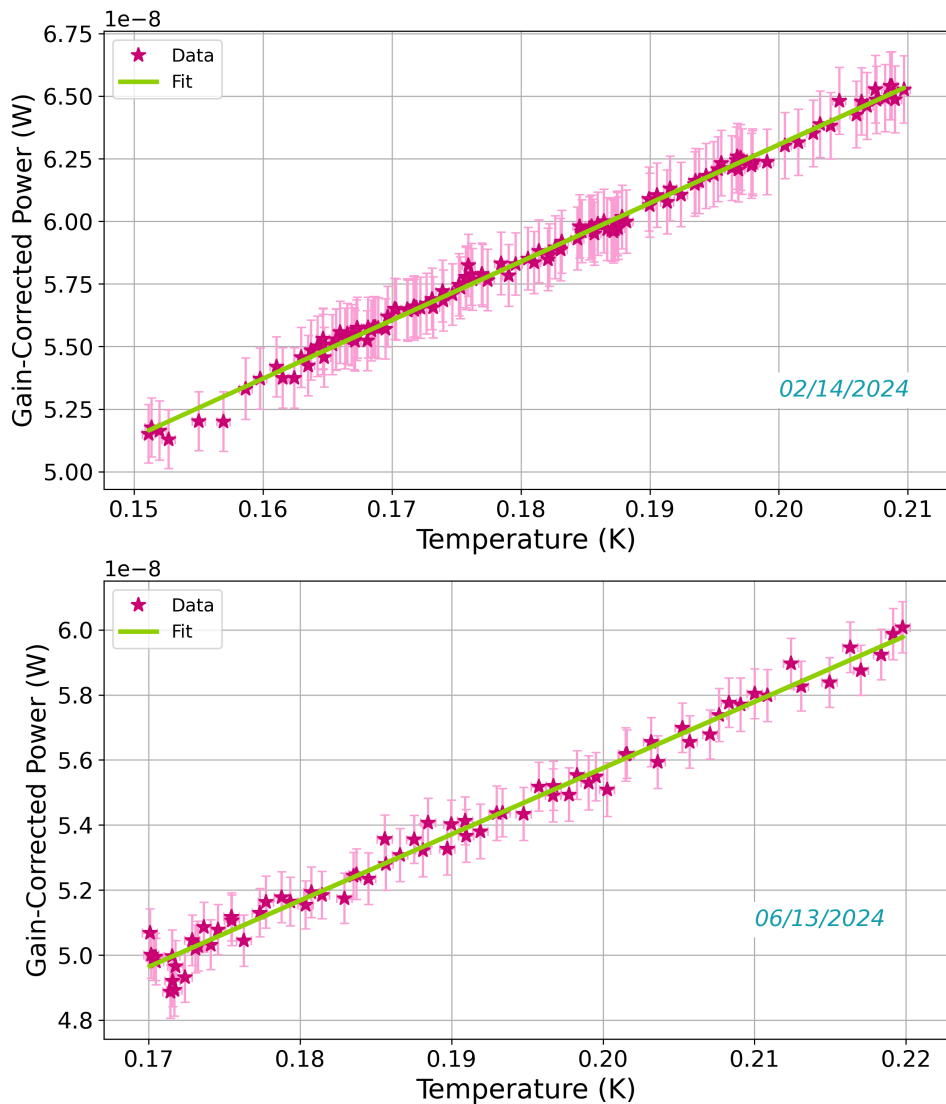 1e−8
6.75
6.50
6.25
6.00
5.75
5.50
5.25
5.00
Gain-Corrected Power (W)
Data
Fit
02/14/2024
0.15 0.16 0.17 0.18 0.19 0.20 0.21
Temperature (K)
1e−8
6.0
5.8
5.6
5.4
5.2
5.0
4.8
Gain-Corrected Power (W)
Data
Fit
06/13/2024
0.17 0.18 0.19 0.20 0.21 0.22
Temperature (K)